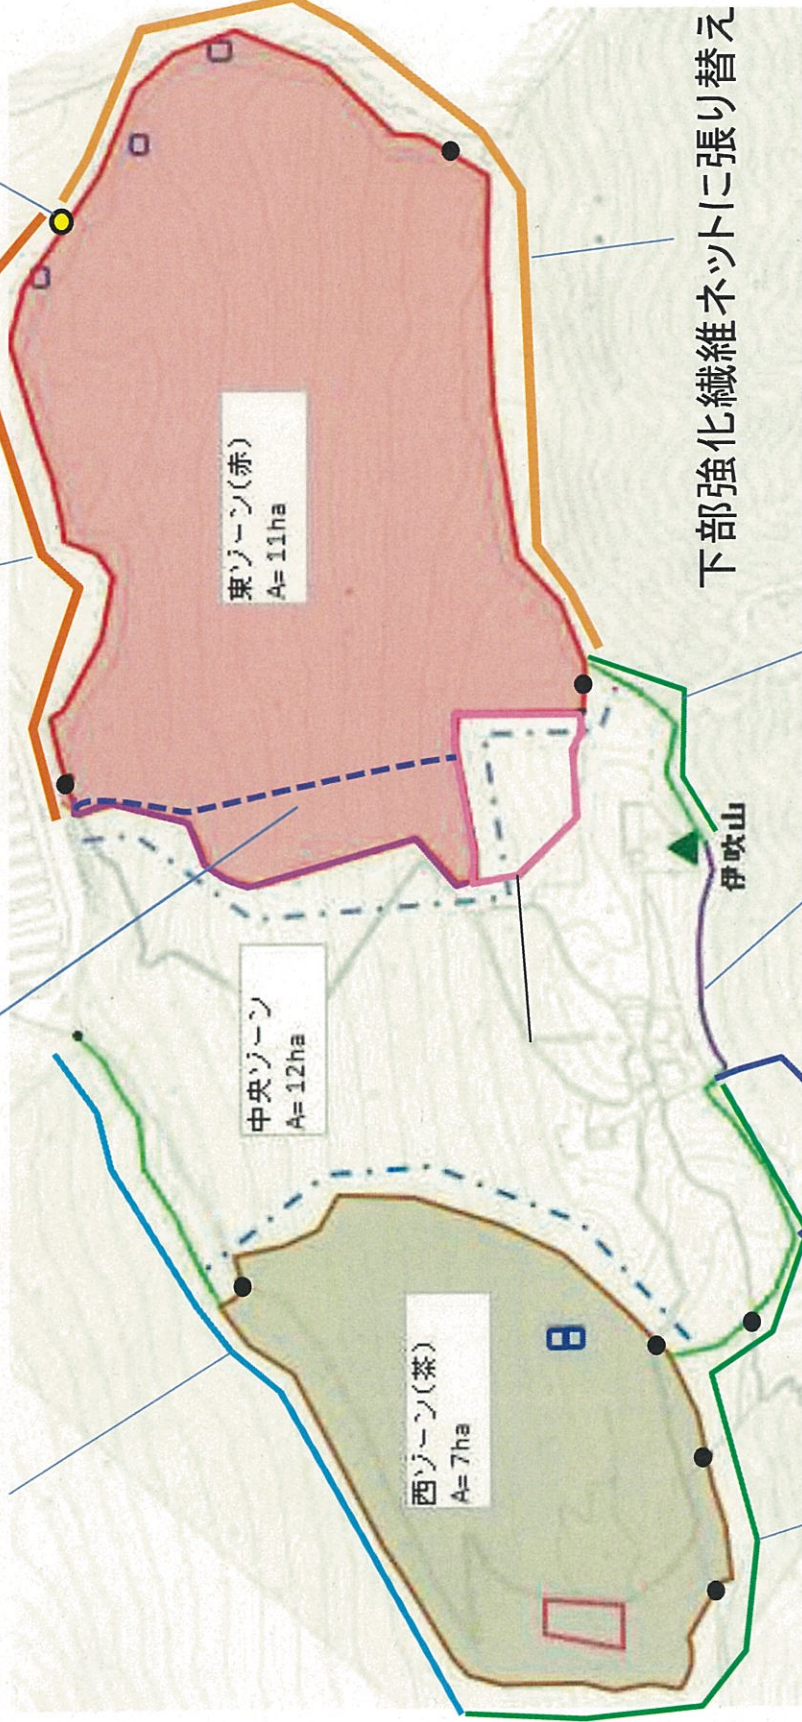 西ゾーン(茶)
A= 7ha
中央ゾーン
A= 12ha
東ゾーン(赤)
A= 11ha
伊吹山
下部強化繊維ネットに張り替え